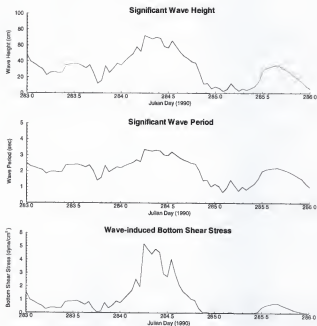 Significant Wave Height
Wave Height (cm)
100
80
60
40
20
0
283.0 283.5 284.0 284.5 285.0 265.5 286.0
Julian Day (1990)
Significant Wave Period
Wave Period (sec)
5
4
3
2
1
0
283.0 283.5 284.0 284.5 285.0 285.5 286.0
Julian Day (1990)
Wave-induced Bottom Shear Stress
Bottom Shear Stress (dyne/cm²)
6
5
4
3
2
1
0
283.0 283.5 284.0 284.5 285.0 285.5 286.0
Julian Day (1990)